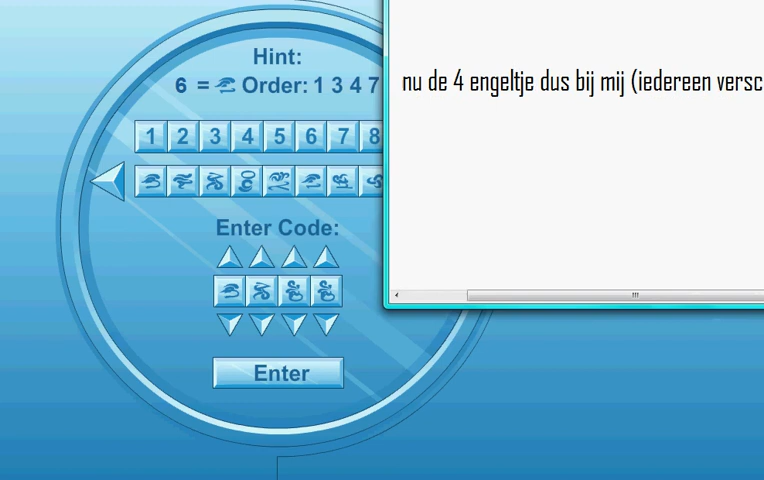 Hint:
6 = Order: 1 3 4 7
1 2 3 4 5 6 7 8
Enter Code:
Enter
nu de 4 engeltje dus bij mij (iedereen versc